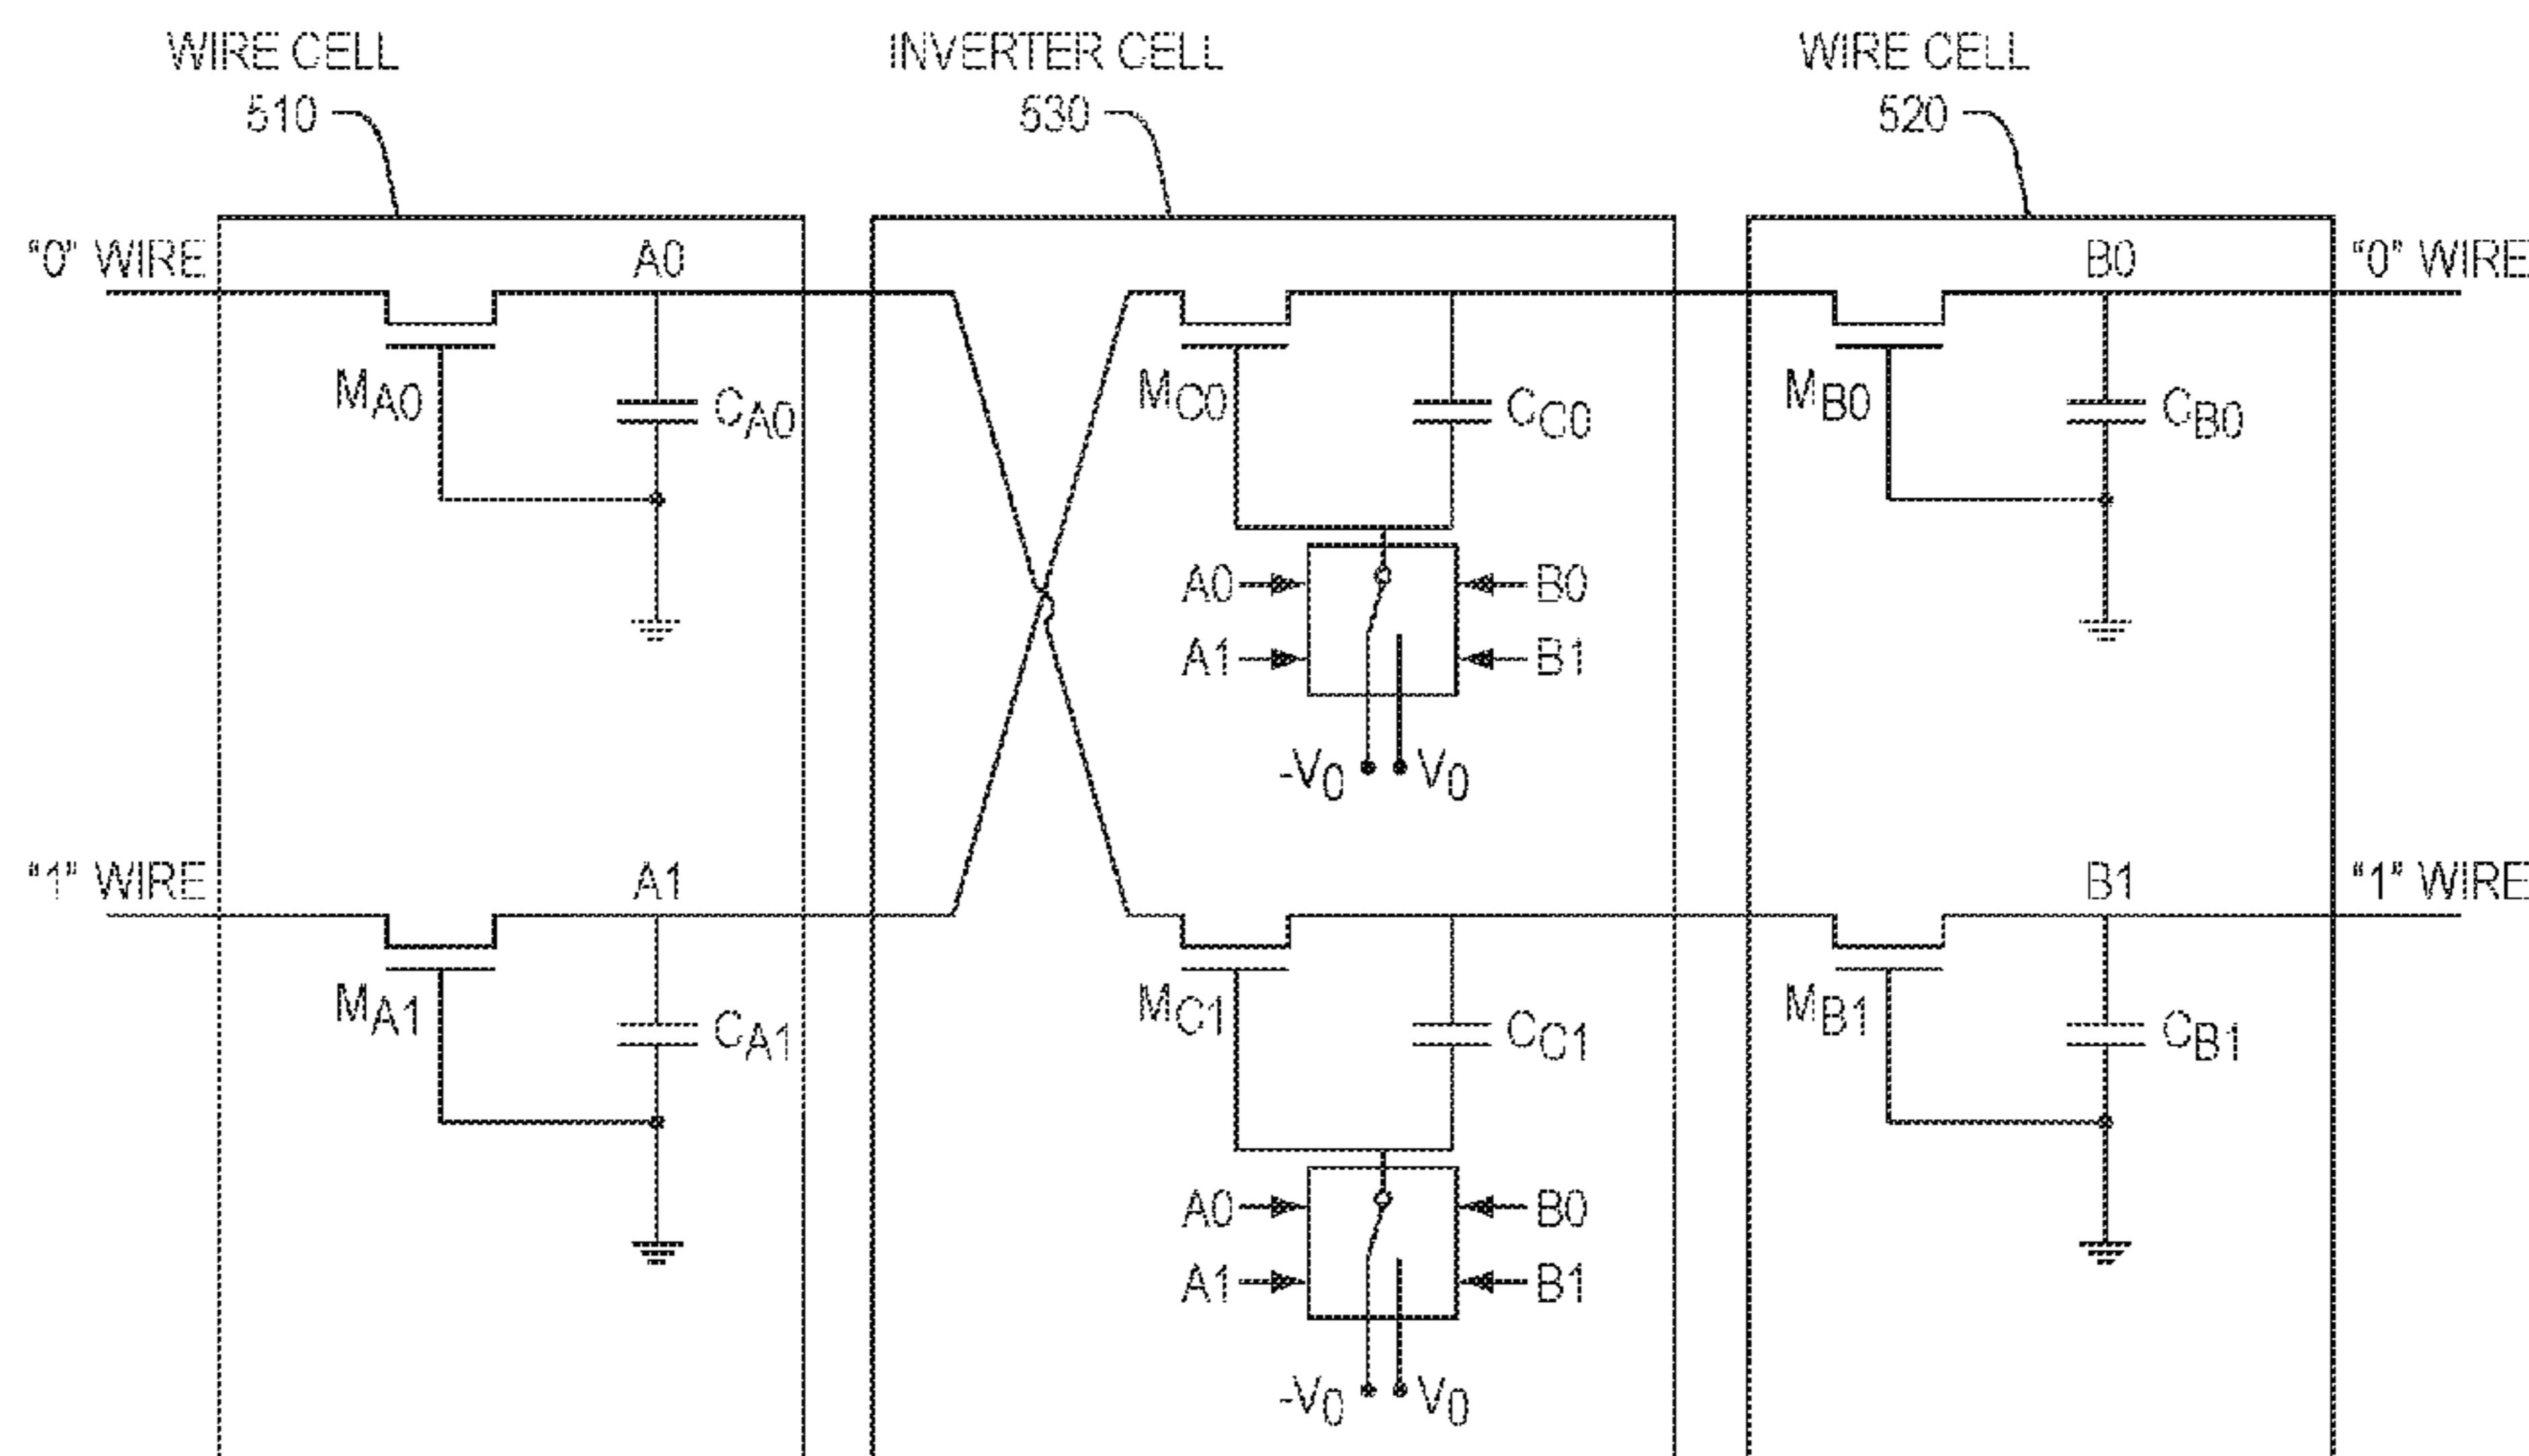 WIRE CELL
510
INVERTER CELL
530
WIRE CELL
520
"0" WIRE
A0
B0
"0" WIRE
MA0
CA0
MC0
CC0
MB0
CB0
A0
B0
A1
B1
-V0
V0
"1" WIRE
A1
B1
"1" WIRE
MA1
CA1
MC1
CC1
MB1
CB1
A0
B0
A1
B1
-V0
V0